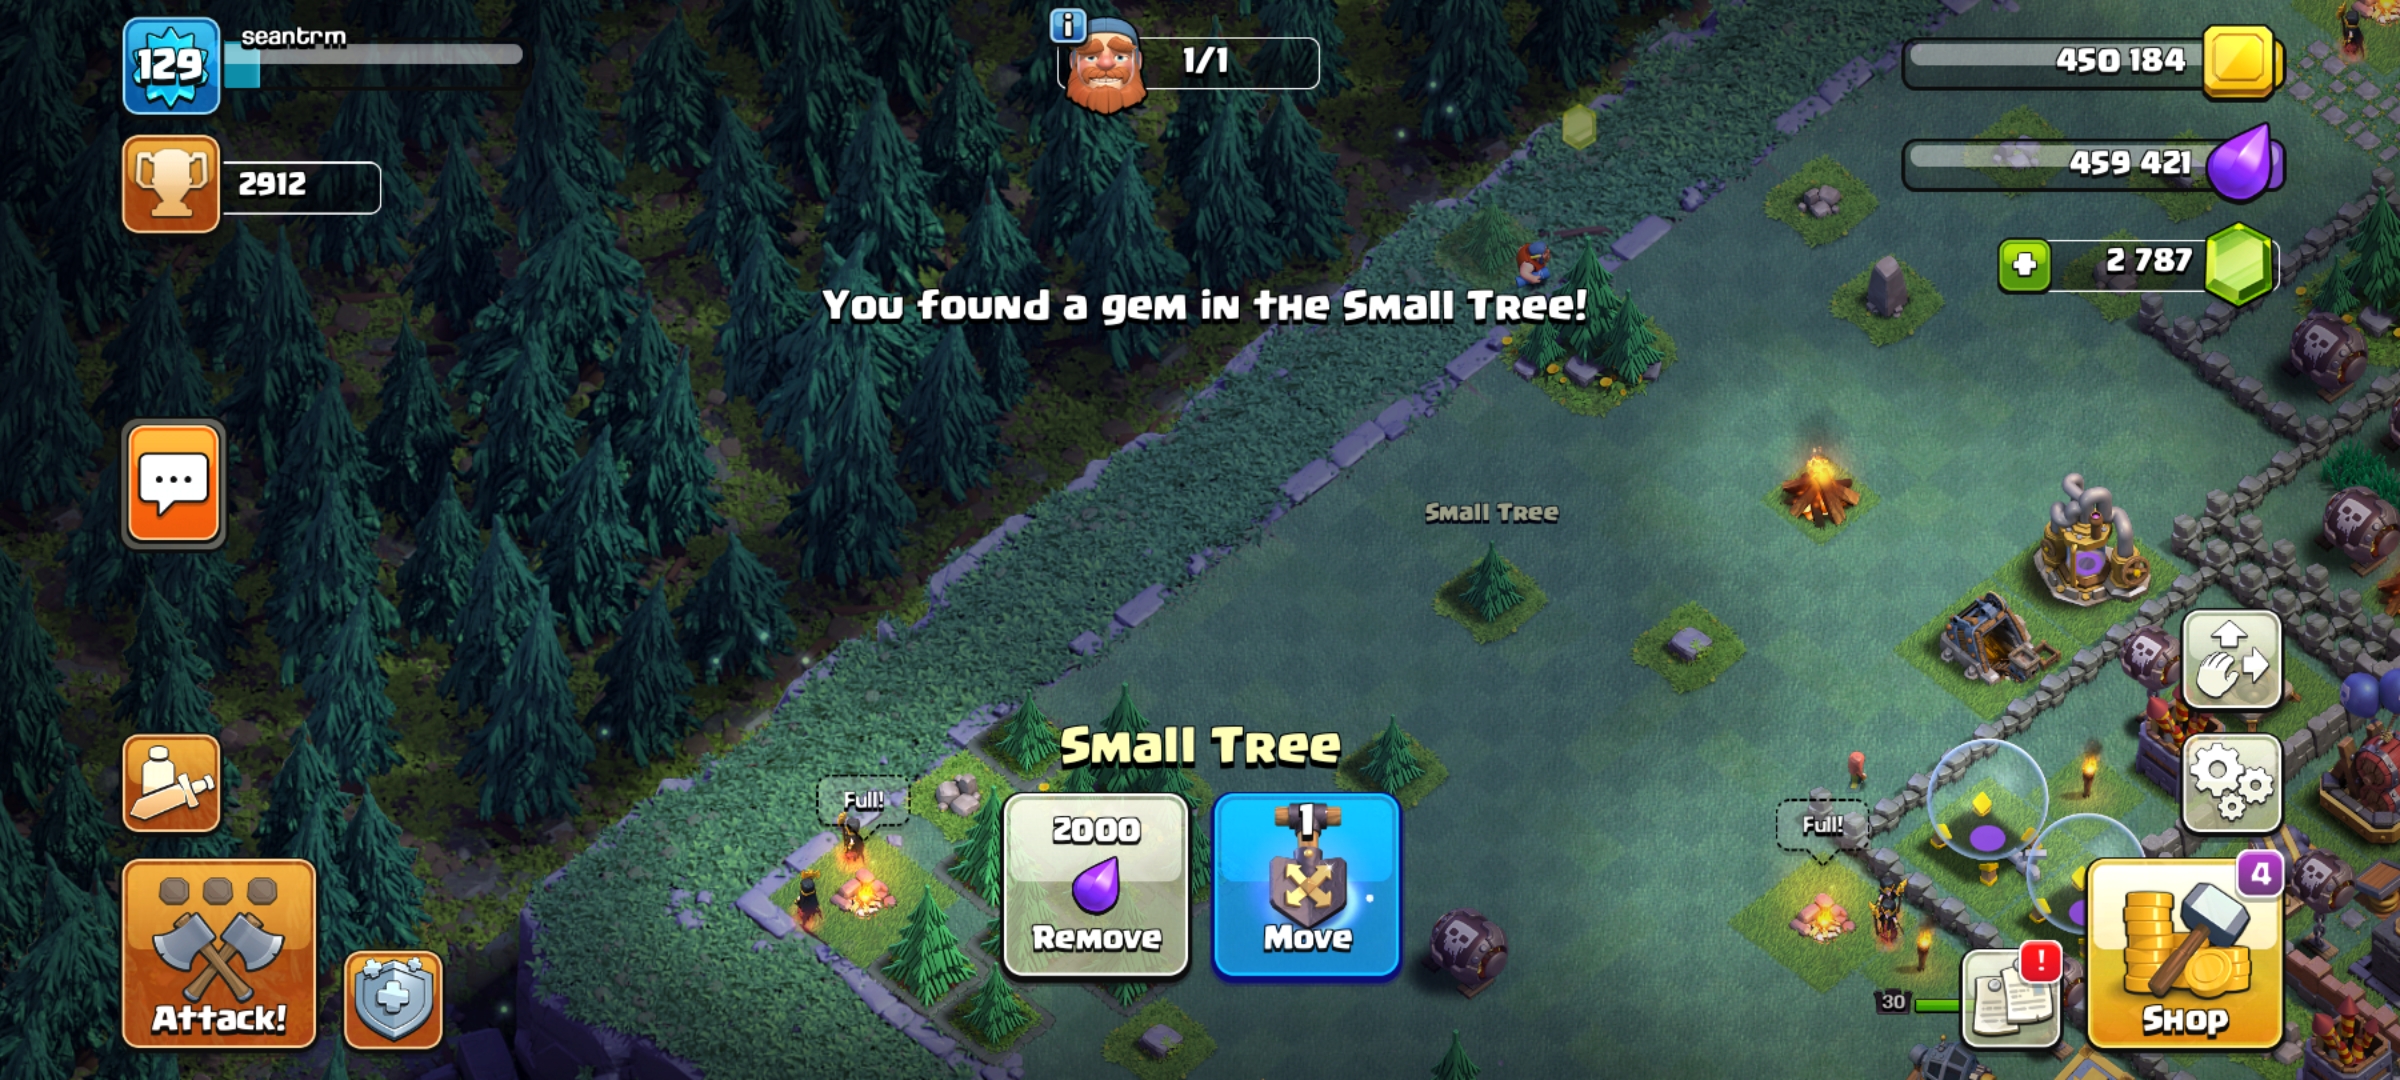 129
seantrm
i
1/1
450 184
2912
459 421
2 787
You found a gem in the Small Tree!
Small Tree
Small Tree
Full!
2000
Remove
1
Move
Full!
4
!
30
Attack!
Shop